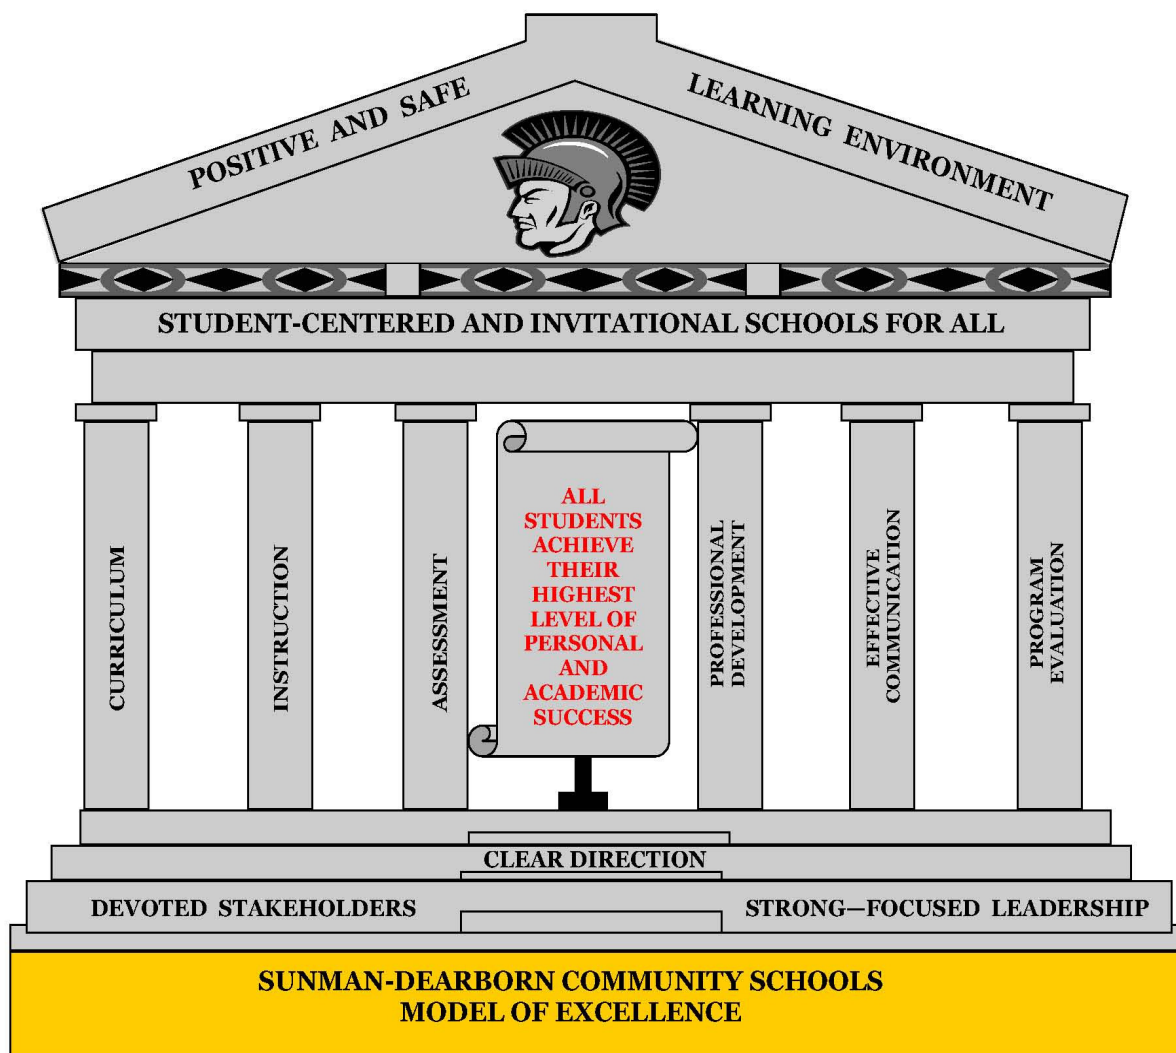 POSITIVE AND SAFE
LEARNING ENVIRONMENT
STUDENT-CENTERED AND INVITATIONAL SCHOOLS FOR ALL
CURRICULUM
INSTRUCTION
ASSESSMENT
ALL
STUDENTS
ACHIEVE
THEIR
HIGHEST
LEVEL OF
PERSONAL
AND
ACADEMIC
SUCCESS
PROFESSIONAL
DEVELOPMENT
EFFECTIVE
COMMUNICATION
PROGRAM
EVALUATION
CLEAR DIRECTION
DEVOTED STAKEHOLDERS
STRONG—FOCUSED LEADERSHIP
SUNMAN-DEARBORN COMMUNITY SCHOOLS
MODEL OF EXCELLENCE